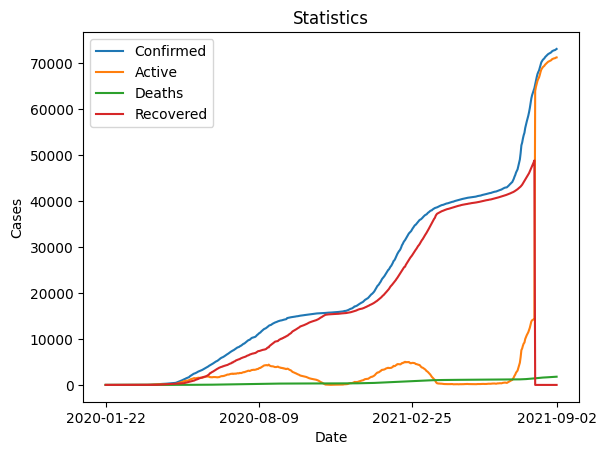 Statistics
Confirmed
Active
Deaths
Recovered
70000
60000
50000
40000
30000
20000
10000
0
Cases
2020-01-22
2020-08-09
2021-02-25
2021-09-02
Date